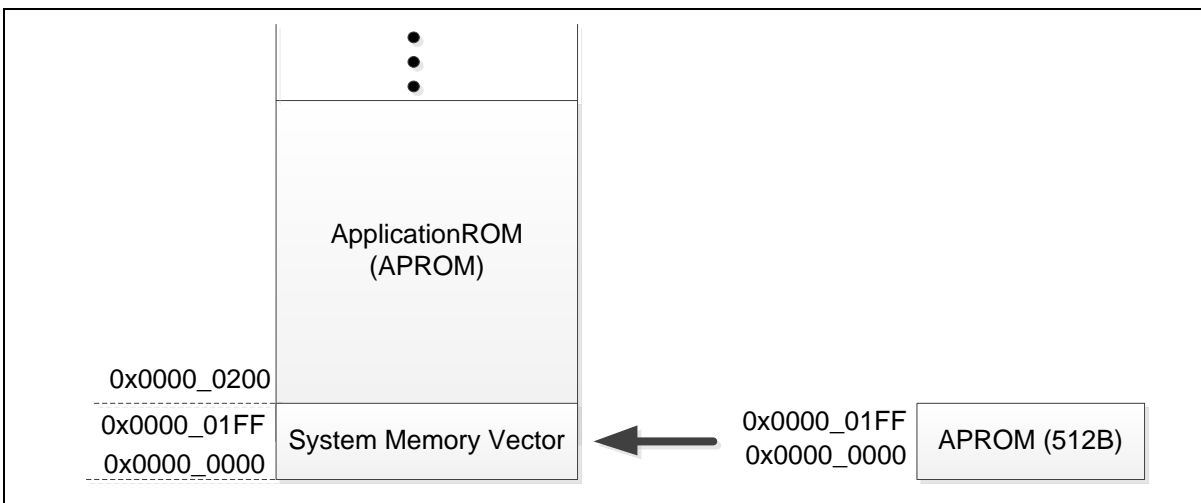 ApplicationROM
(APROM)
0x0000_0200
0x0000_01FF
System Memory Vector
0x0000_0000
0x0000_01FF
0x0000_0000
APROM (512B)